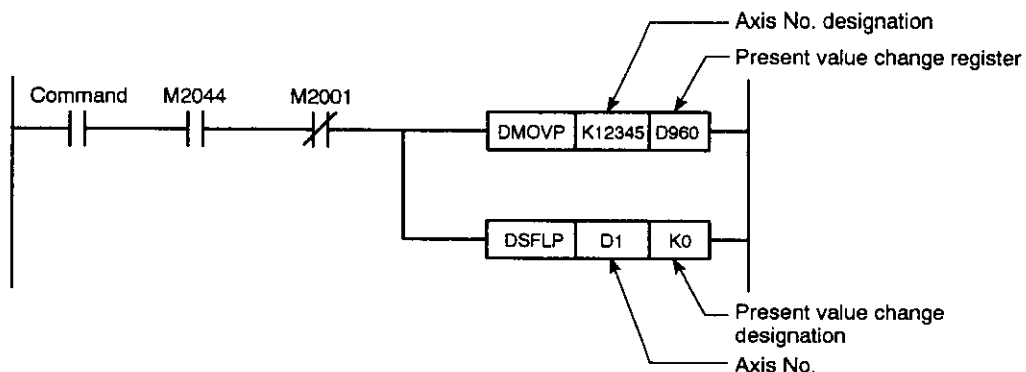 Axis No. designation
Present value change register
Command M2044 M2001
DMOVP K12345 D960
DSFLP D1 K0
Present value change
designation
Axis No.